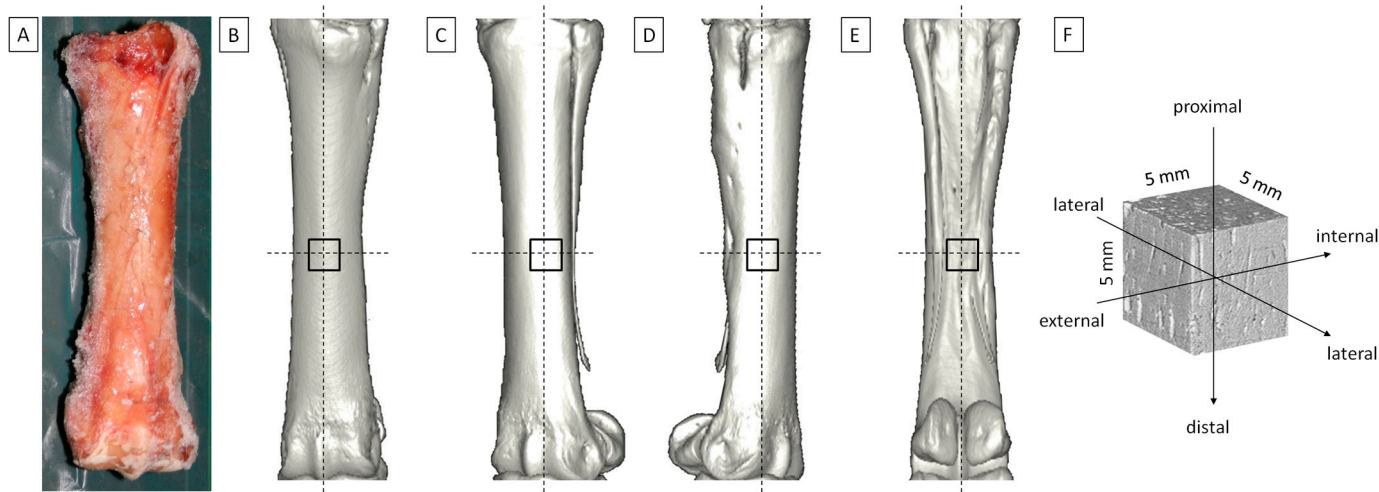 A
B
C
D
E
F
proximal
5 mm
5 mm
lateral
internal
5 mm
external
lateral
distal